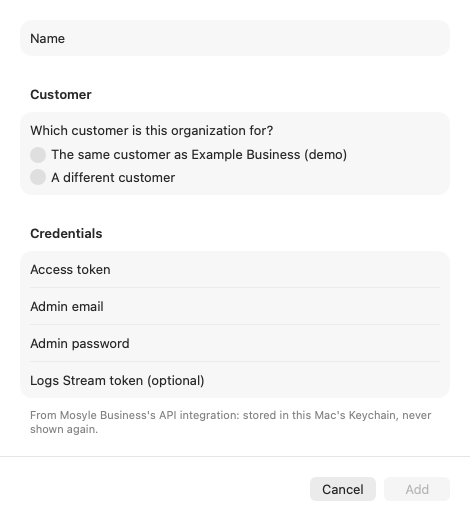 Name
Customer
Which customer is this organization for?
The same customer as Example Business (demo)
A different customer
Credentials
Access token
Admin email
Admin password
Logs Stream token (optional)
From Mosyle Business's API integration: stored in this Mac's Keychain, never
shown again.
Cancel
Add